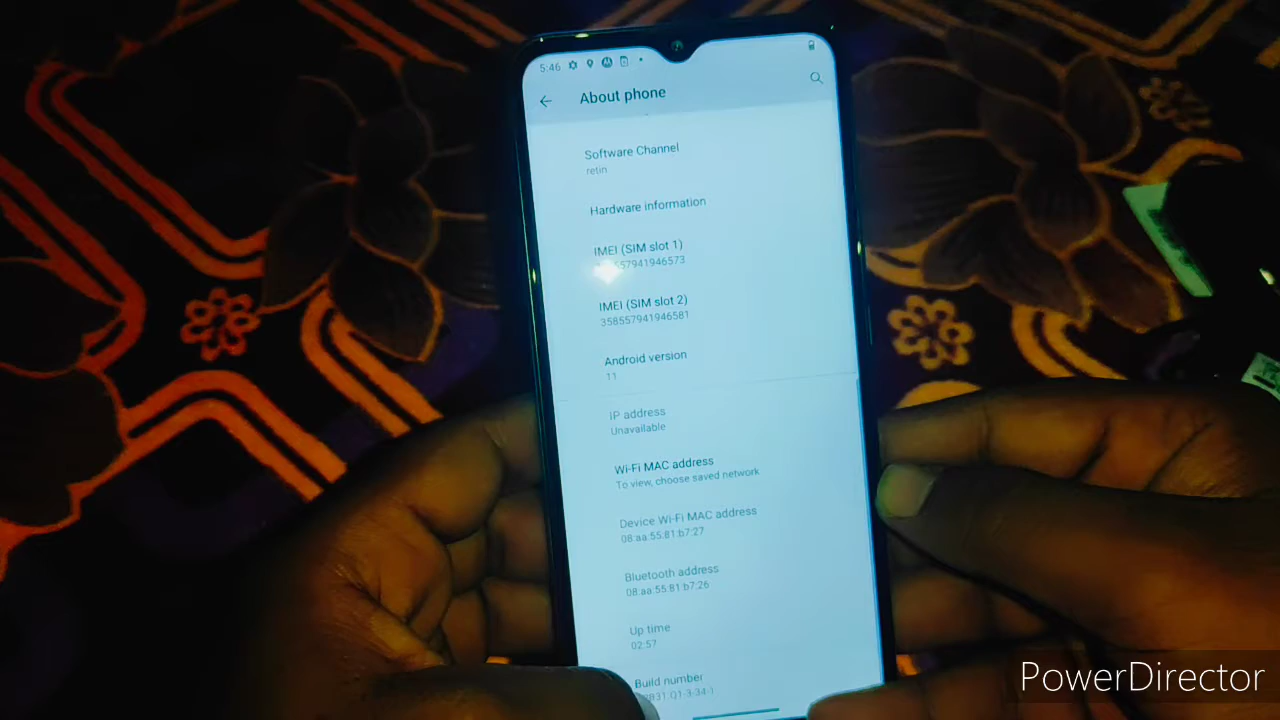 5:46
About phone
Software Channel
retin
Hardware information
IMEI (SIM slot 1)
57941946573
IMEI (SIM slot 2)
358557941946581
Android version
11
IP address
Unavailable
Wi-Fi MAC address
To view, choose saved network
Device Wi-Fi MAC address
08:aa:55:81:b7:27
Bluetooth address
08:aa:55:81:b7:26
Up time
02:57
Build number
PowerDirector